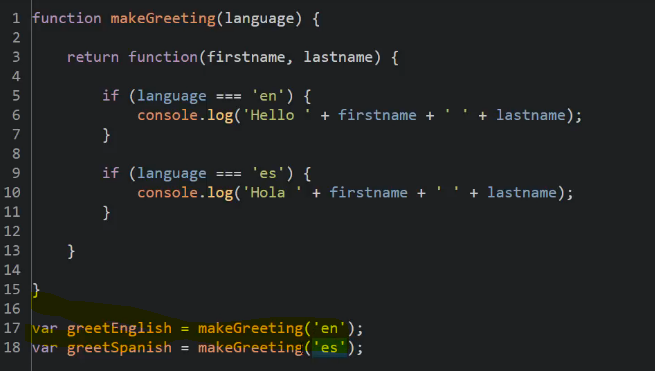 1 function makeGreeting(language) {
2
3     return function(firstname, lastname) {
4
5         if (language === 'en') {
6             console.log('Hello ' + firstname + ' ' + lastname);
7         }
8
9         if (language === 'es') {
10             console.log('Hola ' + firstname + ' ' + lastname);
11         }
12
13     }
14
15 }
16
17 var greetEnglish = makeGreeting('en');
18 var greetSpanish = makeGreeting('es');